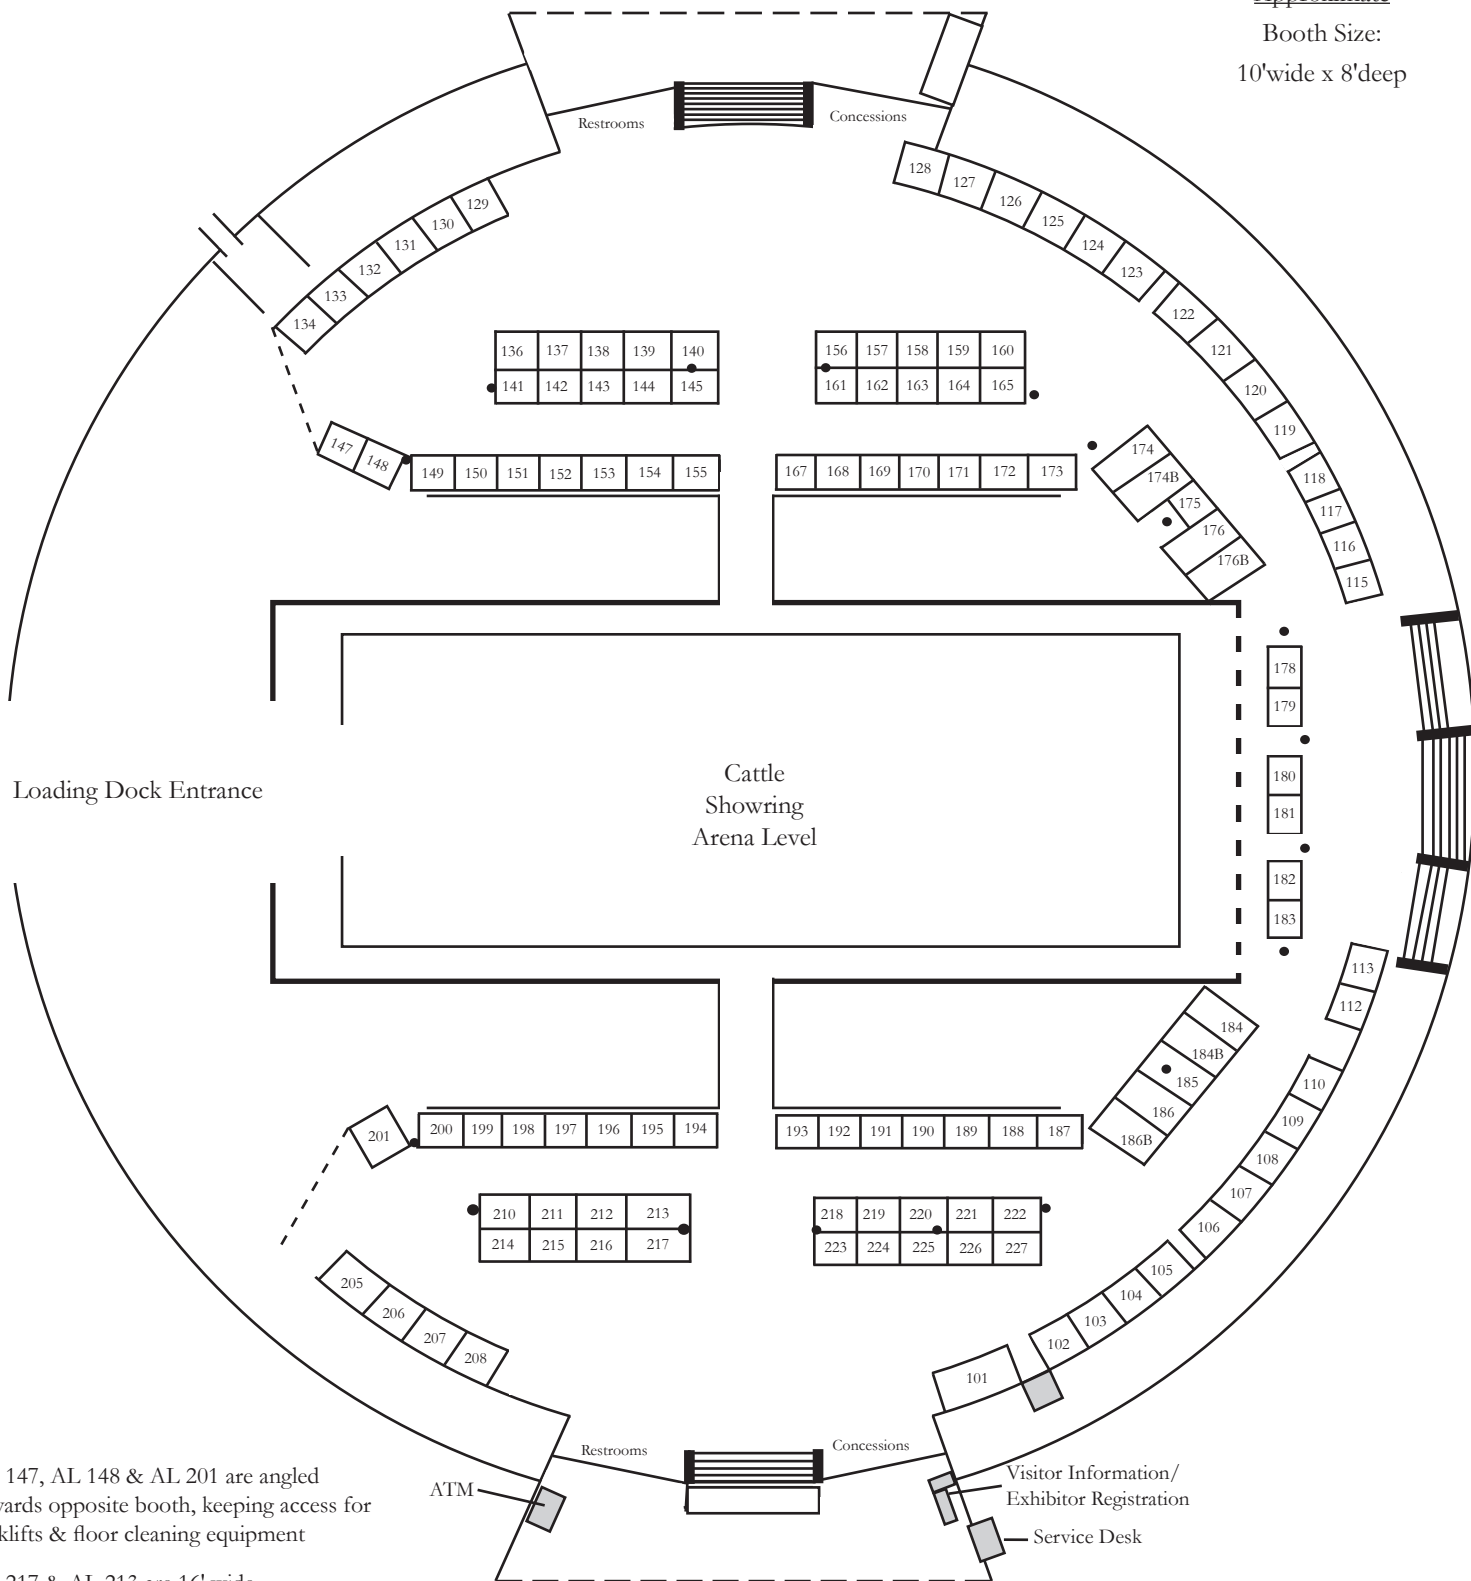 Approximate
Booth Size:
10'wide x 8'deep
Restrooms
Concessions
128
127
126
125
124
123
122
121
120
119
118
117
116
115
129
130
131
132
133
134
136 137 138 139 140
141 142 143 144 145
156 157 158 159 160
161 162 163 164 165
147
148
149 150 151 152 153 154 155
167 168 169 170 171 172 173
174
174B
175
176
176B
178
179
180
181
182
183
Loading Dock Entrance
Cattle
Showring
Arena Level
113
112
110
109
108
107
106
105
104
103
102
101
184
184B
185
186
186B
201
200 199 198 197 196 195 194
193 192 191 190 189 188 187
210 211 212 213
214 215 216 217
218 219 220 221 222
223 224 225 226 227
205
206
207
208
Restrooms
Concessions
ATM
Visitor Information/
Exhibitor Registration
Service Desk
147, AL 148 & AL 201 are angled
opposite booth, keeping access for
& floor cleaning equipment
217 & AL 213 are 16' wide